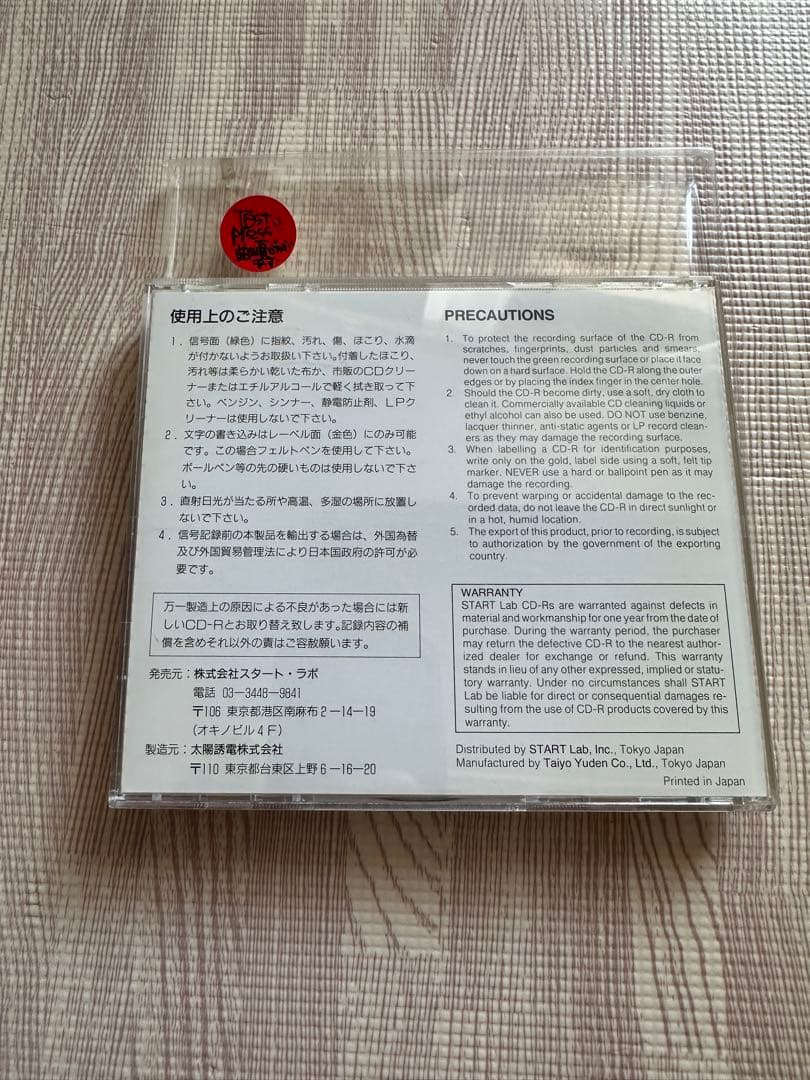 使用上のご注意
1．信号面（緑色）に指紋、汚れ、傷、ほこり、水滴
が付かないようお取扱い下さい。付着したほこり、
汚れ等は柔らかい乾いた布か、市販のCDクリー
ナーまたはエチルアルコールで軽く拭き取って下
さい。ベンジン、シンナー、静電防止剤、LPク
リーナーは使用しないで下さい。
2．文字の書き込みはレーベル面（金色）にのみ可能
です。この場合フェルトペンを使用して下さい。
ボールペン等の先の硬いものは使用しないで下さ
い。
3．直射日光が当たる所や高温、多湿の場所に放置し
ないで下さい。
4．信号記録前の本製品を輸出する場合は、外国為替
及び外国貿易管理法により日本国政府の許可が必
要です。
万一製造上の原因による不良があった場合には新
しいCD-Rとお取り替え致します。記録内容の補
償を含めそれ以外の責はご容赦願います。
発売元：株式会社スタート・ラボ
電話 03-3448-9841
〒106 東京都港区南麻布2-14-19
（オキノビル4F）
製造元：太陽誘電株式会社
〒110 東京都台東区上野6-16-20
PRECAUTIONS
1. To protect the recording surface of the CD-R from
scratches, fingerprints, dust particles and smears,
never touch the green recording surface or place it face
down on a hard surface. Hold the CD-R along the outer
edges or by placing the index finger in the center hole.
2. Should the CD-R become dirty, use a soft, dry cloth to
clean it. Commercially available CD cleaning liquids or
ethyl alcohol can also be used. DO NOT use benzine,
lacquer thinner, anti-static agents or LP record clean-
ers as they may damage the recording surface.
3. When labelling a CD-R for identification purposes,
write only on the gold, label side using a soft, felt tip
marker. NEVER use a hard or ballpoint pen as it may
damage the recording.
4. To prevent warping or accidental damage to the rec-
orded data, do not leave the CD-R in direct sunlight or
in a hot, humid location.
5. The export of this product, prior to recording, is subject
to authorization by the government of the exporting
country.
WARRANTY
START Lab CD-Rs are warranted against defects in
material and workmanship for one year from the date of
purchase. During the warranty period, the purchaser
may return the defective CD-R to the nearest author-
ized dealer for exchange or refund. This warranty
stands in lieu of any other expressed, implied or statu-
tory warranty. Under no circumstances shall START
Lab be liable for direct or consequential damages re-
sulting from the use of CD-R products covered by this
warranty.
Distributed by START Lab, Inc., Tokyo Japan
Manufactured by Taiyo Yuden Co., Ltd., Tokyo Japan
Printed in Japan